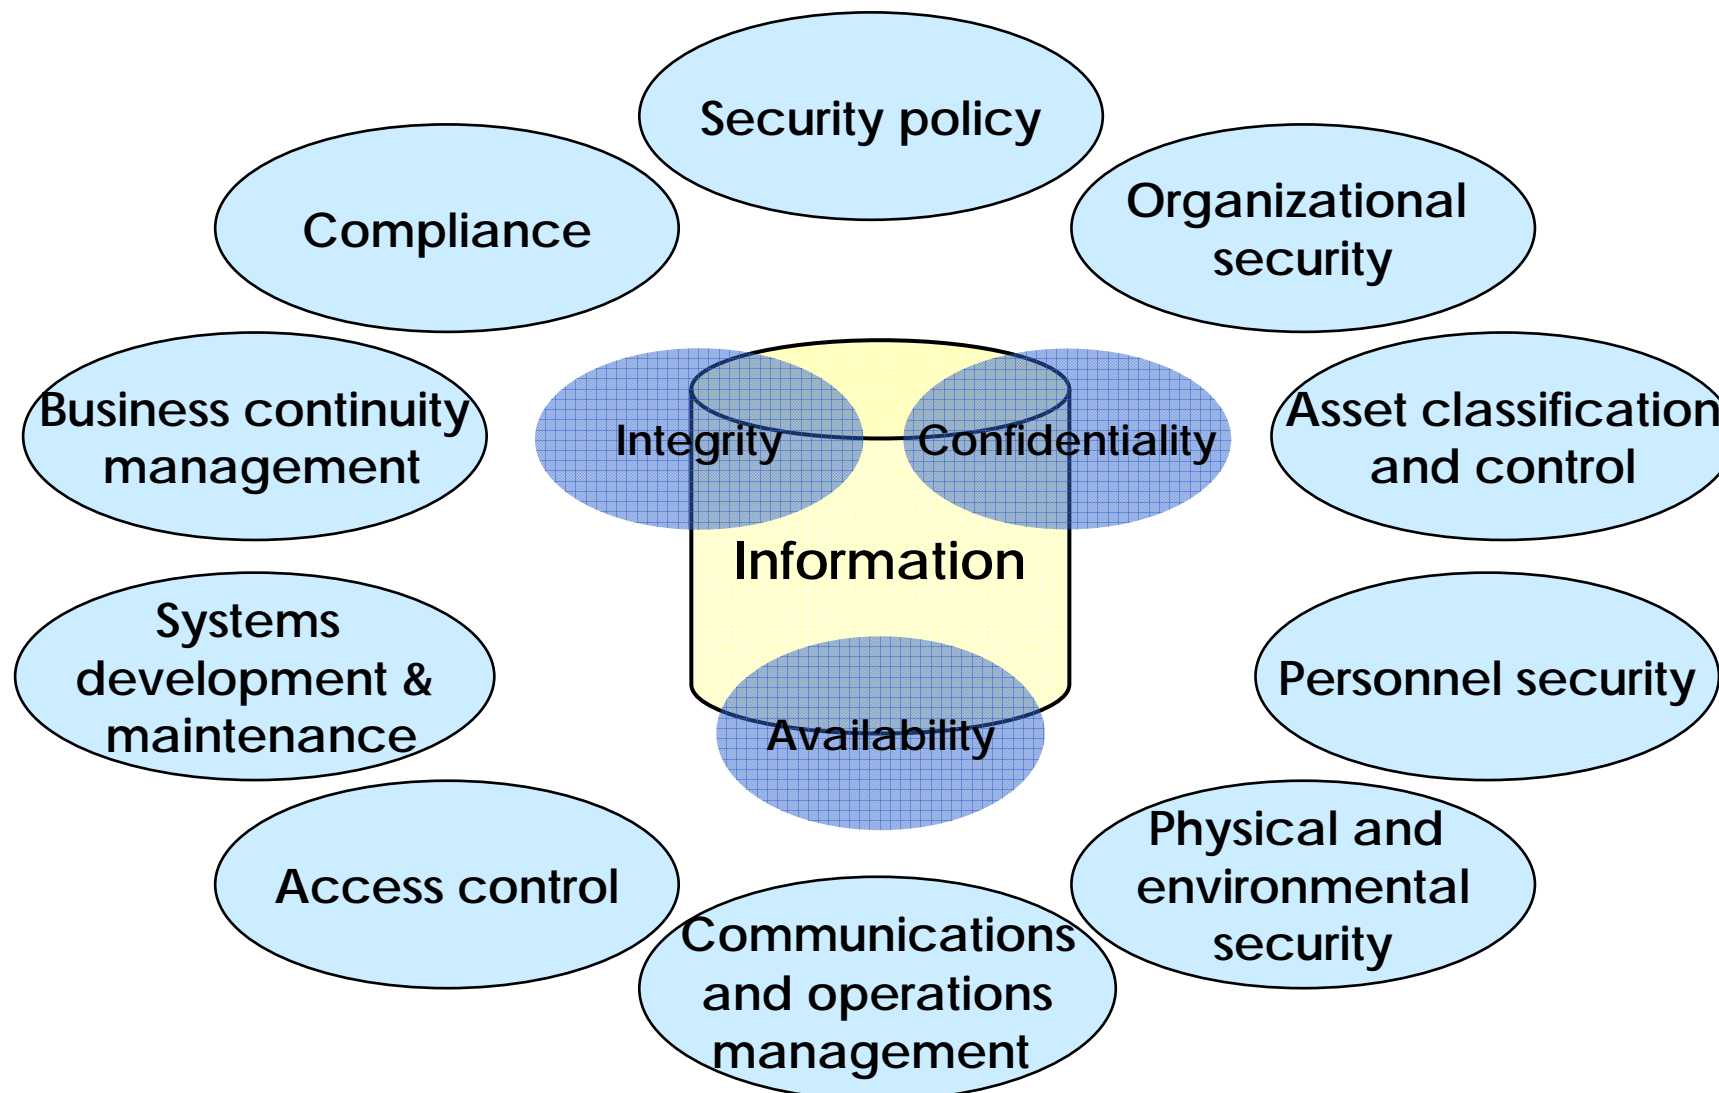 Security policy
Compliance
Organizational
security
Business continuity
management
Integrity
Confidentiality
Asset classification
and control
Information
Systems
development &
maintenance
Personnel security
Availability
Access control
Physical and
environmental
security
Communications
and operations
management